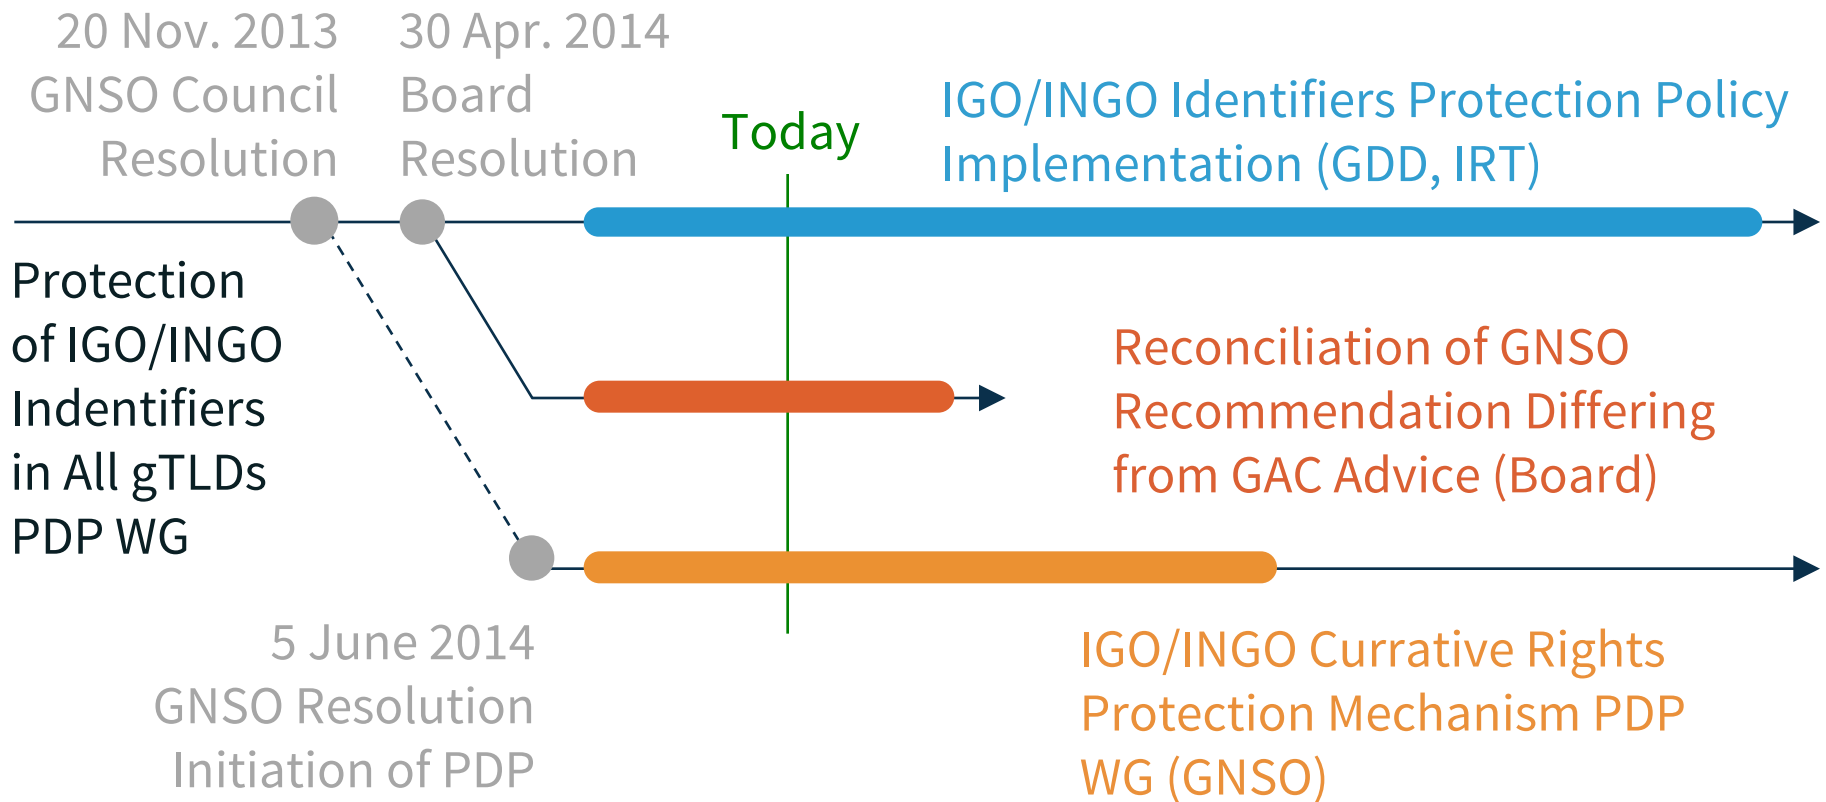 20 Nov. 2013
GNSO Council
Resolution
30 Apr. 2014
Board
Resolution
Today
IGO/INGO Identifiers Protection Policy
Implementation (GDD, IRT)
Protection
of IGO/INGO
Indentifiers
in All gTLDs
PDP WG
Reconciliation of GNSO
Recommendation Differing
from GAC Advice (Board)
5 June 2014
GNSO Resolution
Initiation of PDP
IGO/INGO Currative Rights
Protection Mechanism PDP
WG (GNSO)